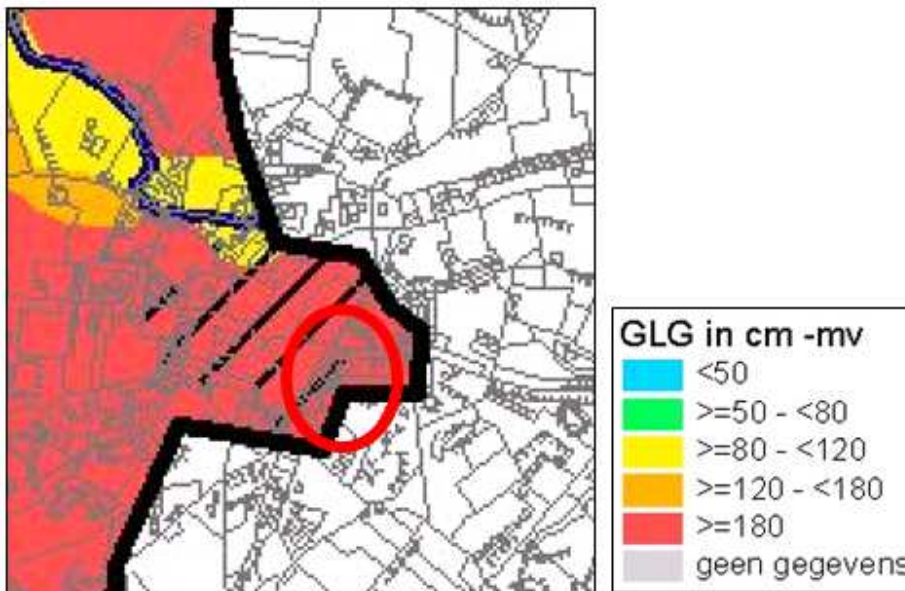 GLG in cm -mv
<50
>=50 - <80
>=80 - <120
>=120 - <180
>=180
geen gegevens